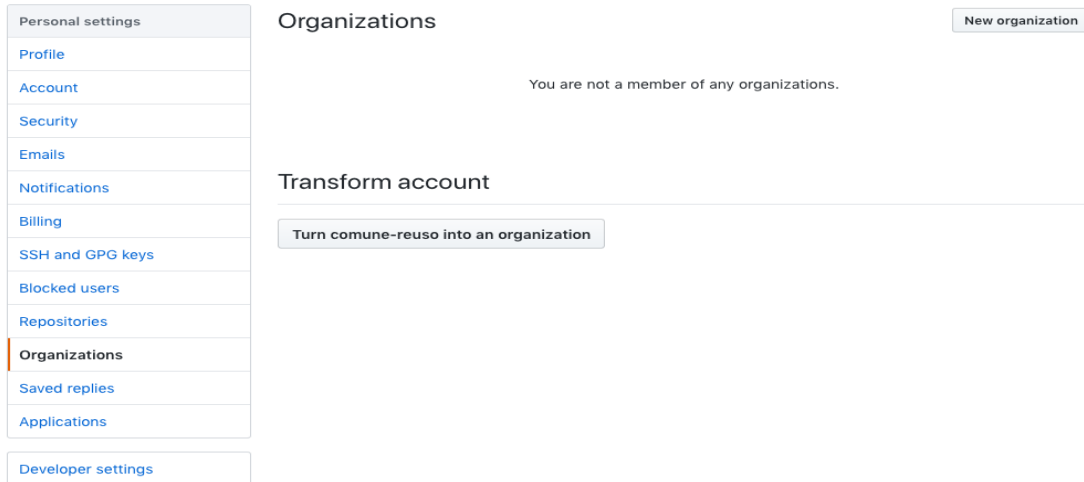 Personal settings
Profile
Account
Security
Emails
Notifications
Billing
SSH and GPG keys
Blocked users
Repositories
Organizations
Saved replies
Applications
Developer settings
Organizations
New organization
You are not a member of any organizations.
Transform account
Turn comune-reuso into an organization